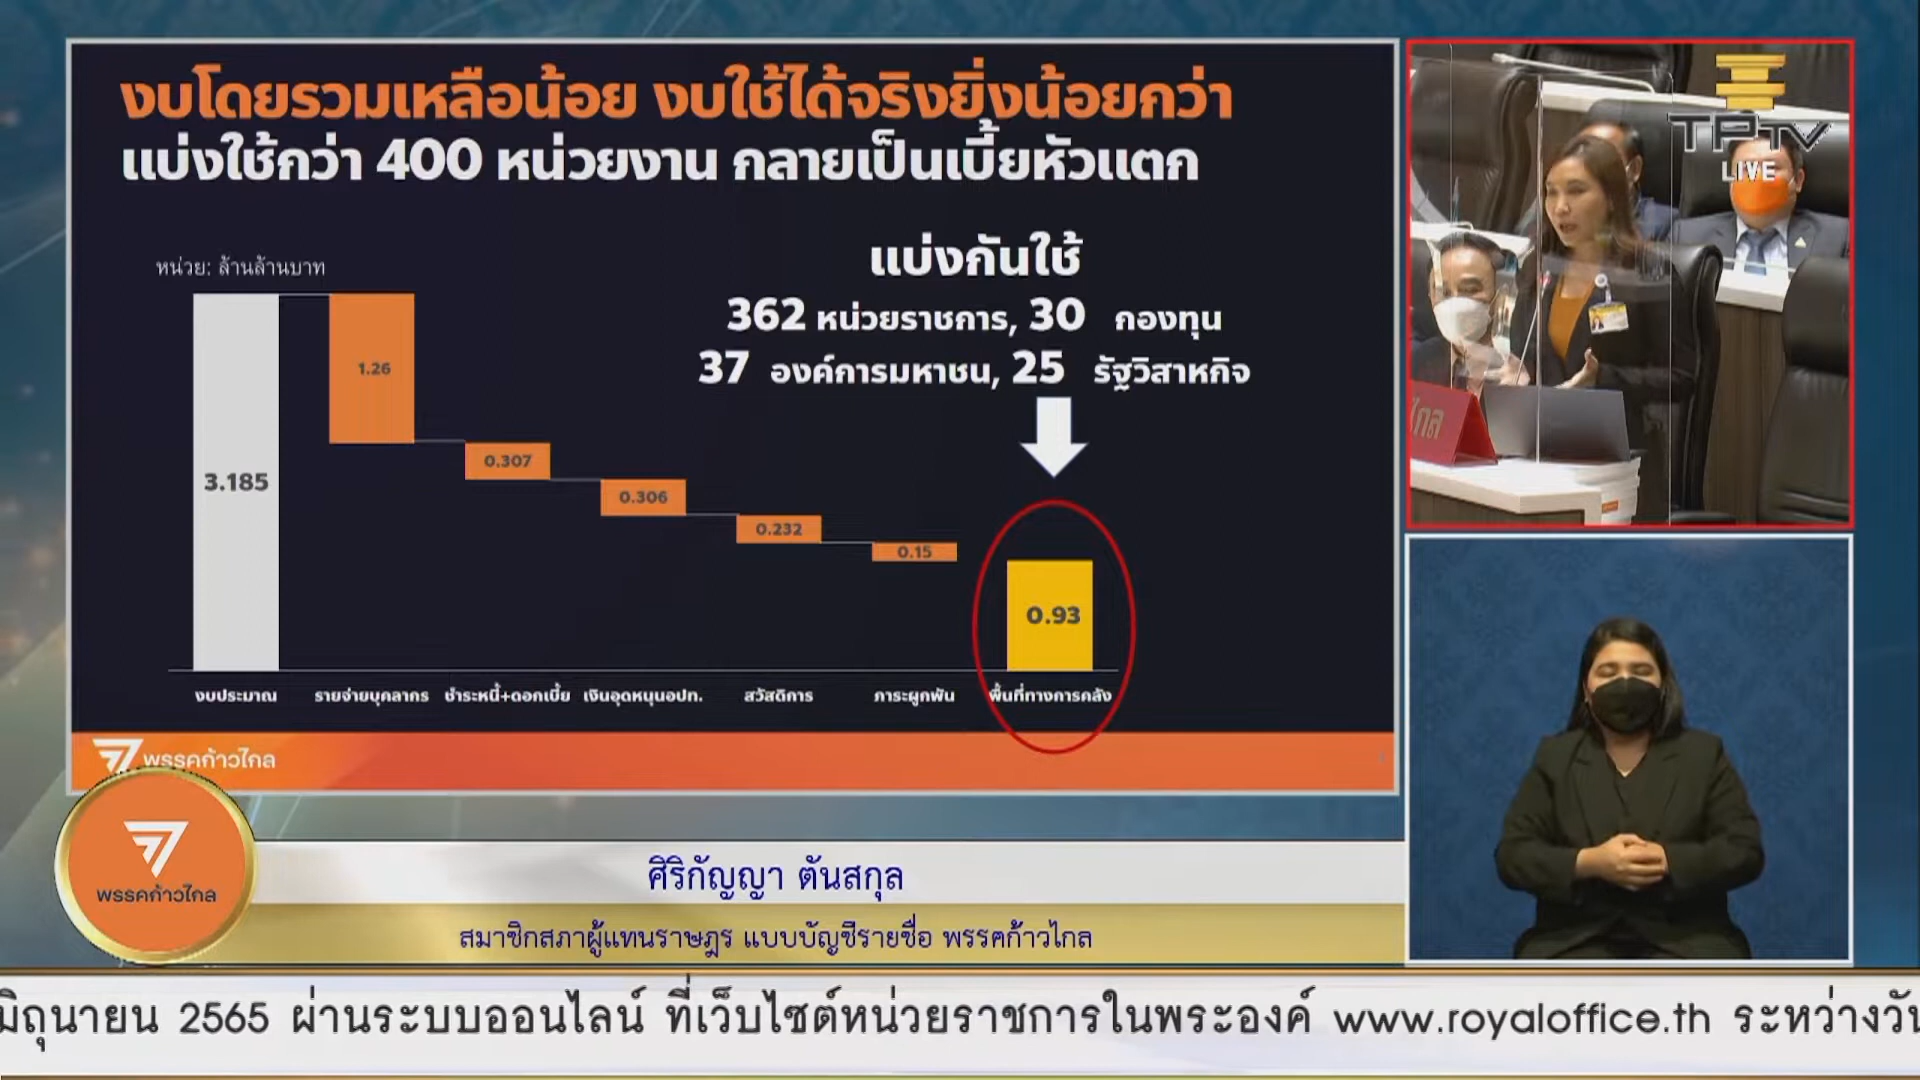 งบโดยรวมเหลือน้อย งบใช้ได้จริงยิ่งน้อยกว่า
แบ่งใช้กว่า 400 หน่วยงาน กลายเป็นเบี้ยหัวแตก
แบ่งกันใช้
362 หน่วยราชการ, 30 กองทุน
37 องค์การมหาชน, 25 รัฐวิสาหกิจ
หน่วย: ล้านล้านบาท
3.185
1.26
0.307
0.306
0.232
0.15
0.93
งบประมาณ รายจ่ายบุคลากร ชำระหนี้+ดอกเบี้ย เงินอุดหนุนอปท. สวัสดิการ ภาระผูกพัน พื้นที่ทางการคลัง
พรรคก้าวไกล
TPTV
LIVE
ไกล
พรรคก้าวไกล
ศิริกัญญา ตันสกุล
สมาชิกสภาผู้แทนราษฎร แบบบัญชีรายชื่อ พรรคก้าวไกล
มิถุนายน 2565 ผ่านระบบออนไลน์ ที่เว็บไซต์หน่วยราชการในพระองค์ www.royaloffice.th ระหว่างวัน